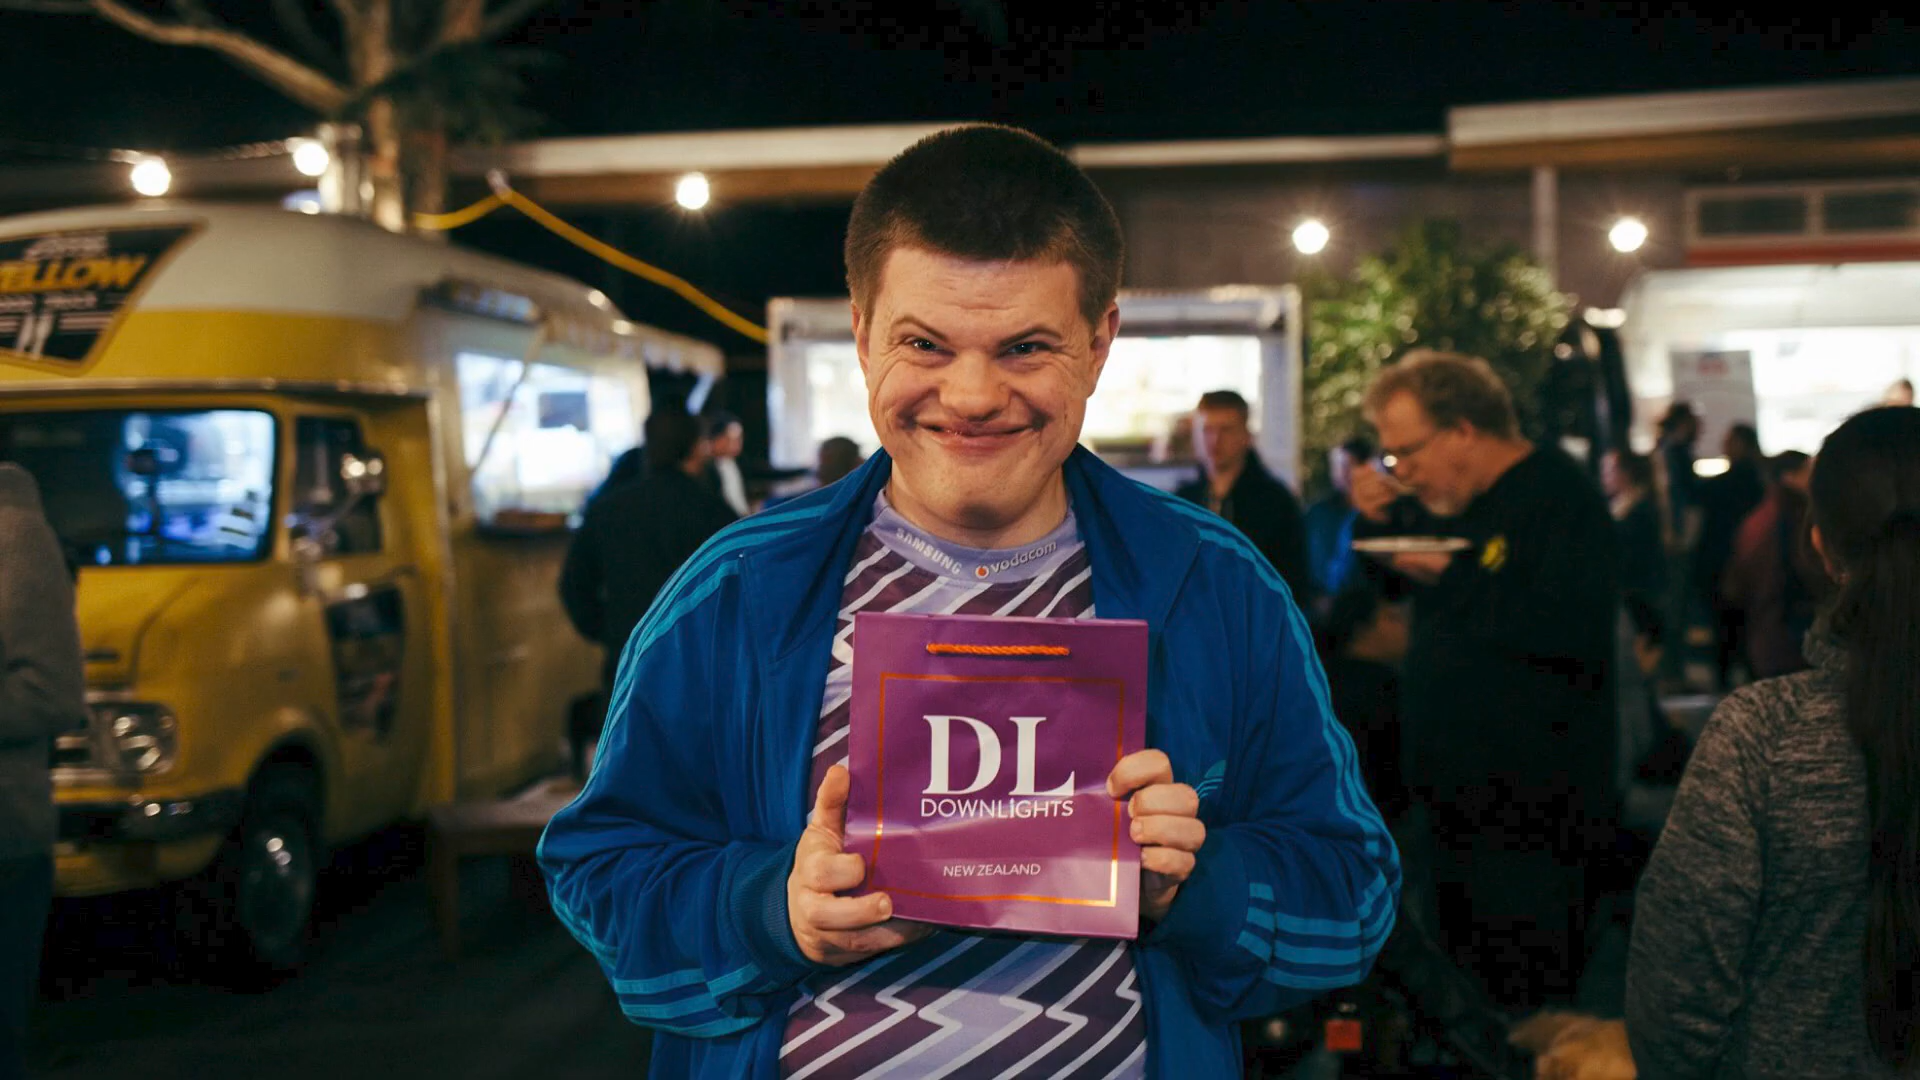 YELLOW
SAMSUNG
vodacom
DL
DOWNLiGHTS
NEW ZEALAND